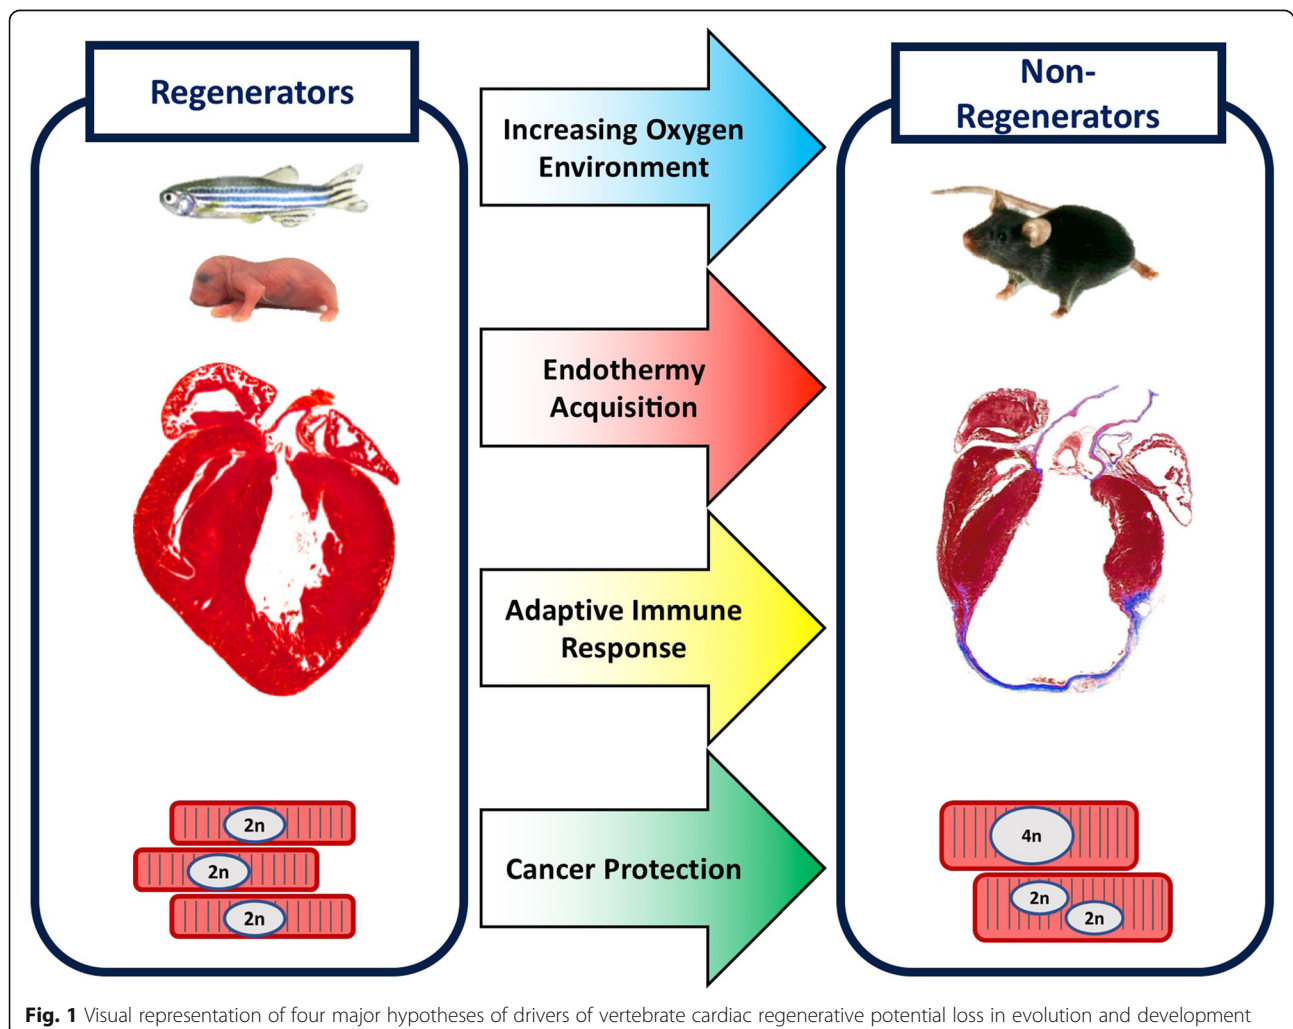 Regenerators
Increasing Oxygen
Environment
Endothermy
Acquisition
Adaptive Immune
Response
Cancer Protection
Non-
Regenerators
2n
2n
2n
4n
2n
2n
Fig. 1 Visual representation of four major hypotheses of drivers of vertebrate cardiac regenerative potential loss in evolution and development